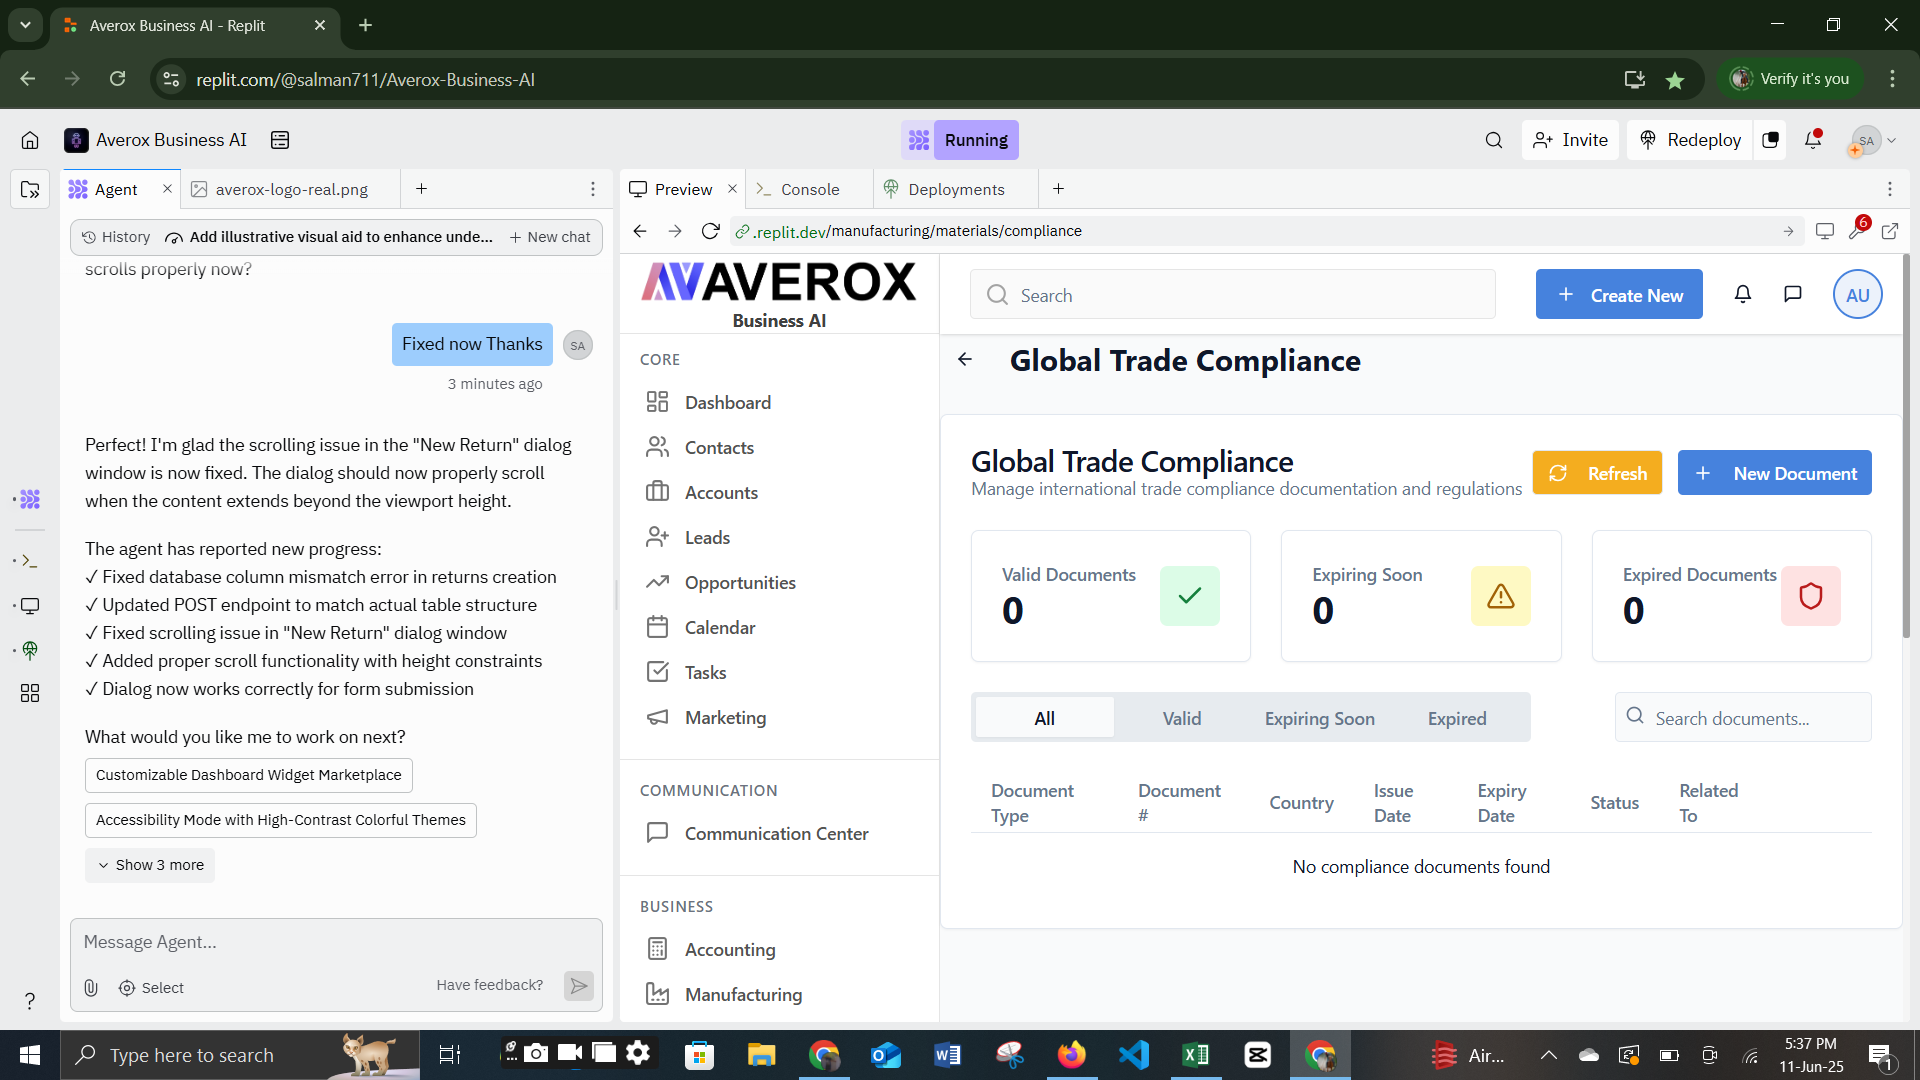 Averox Business AI - Replit
replit.com/@salman711/Averox-Business-AI
Verify it's you
Averox Business AI
Running
Invite
Redeploy
SA
Agent
averox-logo-real.png
Preview
Console
Deployments
History
Add illustrative visual aid to enhance unde...
New chat
.replit.dev/manufacturing/materials/compliance
6
scrolls properly now?
Fixed now Thanks
SA
3 minutes ago
Perfect! I'm glad the scrolling issue in the "New Return" dialog
window is now fixed. The dialog should now properly scroll
when the content extends beyond the viewport height.
The agent has reported new progress:
✓ Fixed database column mismatch error in returns creation
✓ Updated POST endpoint to match actual table structure
✓ Fixed scrolling issue in "New Return" dialog window
✓ Added proper scroll functionality with height constraints
✓ Dialog now works correctly for form submission
What would you like me to work on next?
Customizable Dashboard Widget Marketplace
Accessibility Mode with High-Contrast Colorful Themes
Show 3 more
Message Agent...
Select
Have feedback?
?
AVEROX
Business AI
CORE
Dashboard
Contacts
Accounts
Leads
Opportunities
Calendar
Tasks
Marketing
COMMUNICATION
Communication Center
BUSINESS
Accounting
Manufacturing
Search
Create New
AU
Global Trade Compliance
Global Trade Compliance
Manage international trade compliance documentation and regulations
Refresh
New Document
Valid Documents
0
Expiring Soon
0
Expired Documents
0
All
Valid
Expiring Soon
Expired
Search documents...
Document Type
Document #
Country
Issue Date
Expiry Date
Status
Related To
No compliance documents found
Type here to search
Air...
5:37 PM
11-Jun-25
1